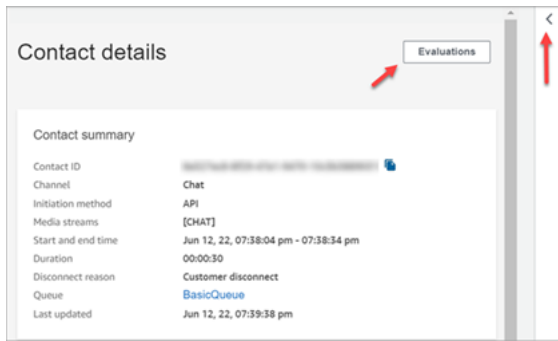 Contact details
Evaluations
Contact summary
Contact ID
Channel Chat
Initiation method API
Media streams [CHAT]
Start and end time Jun 12, 22, 07:38:04 pm - 07:38:34 pm
Duration 00:00:30
Disconnect reason Customer disconnect
Queue BasicQueue
Last updated Jun 12, 22, 07:39:38 pm